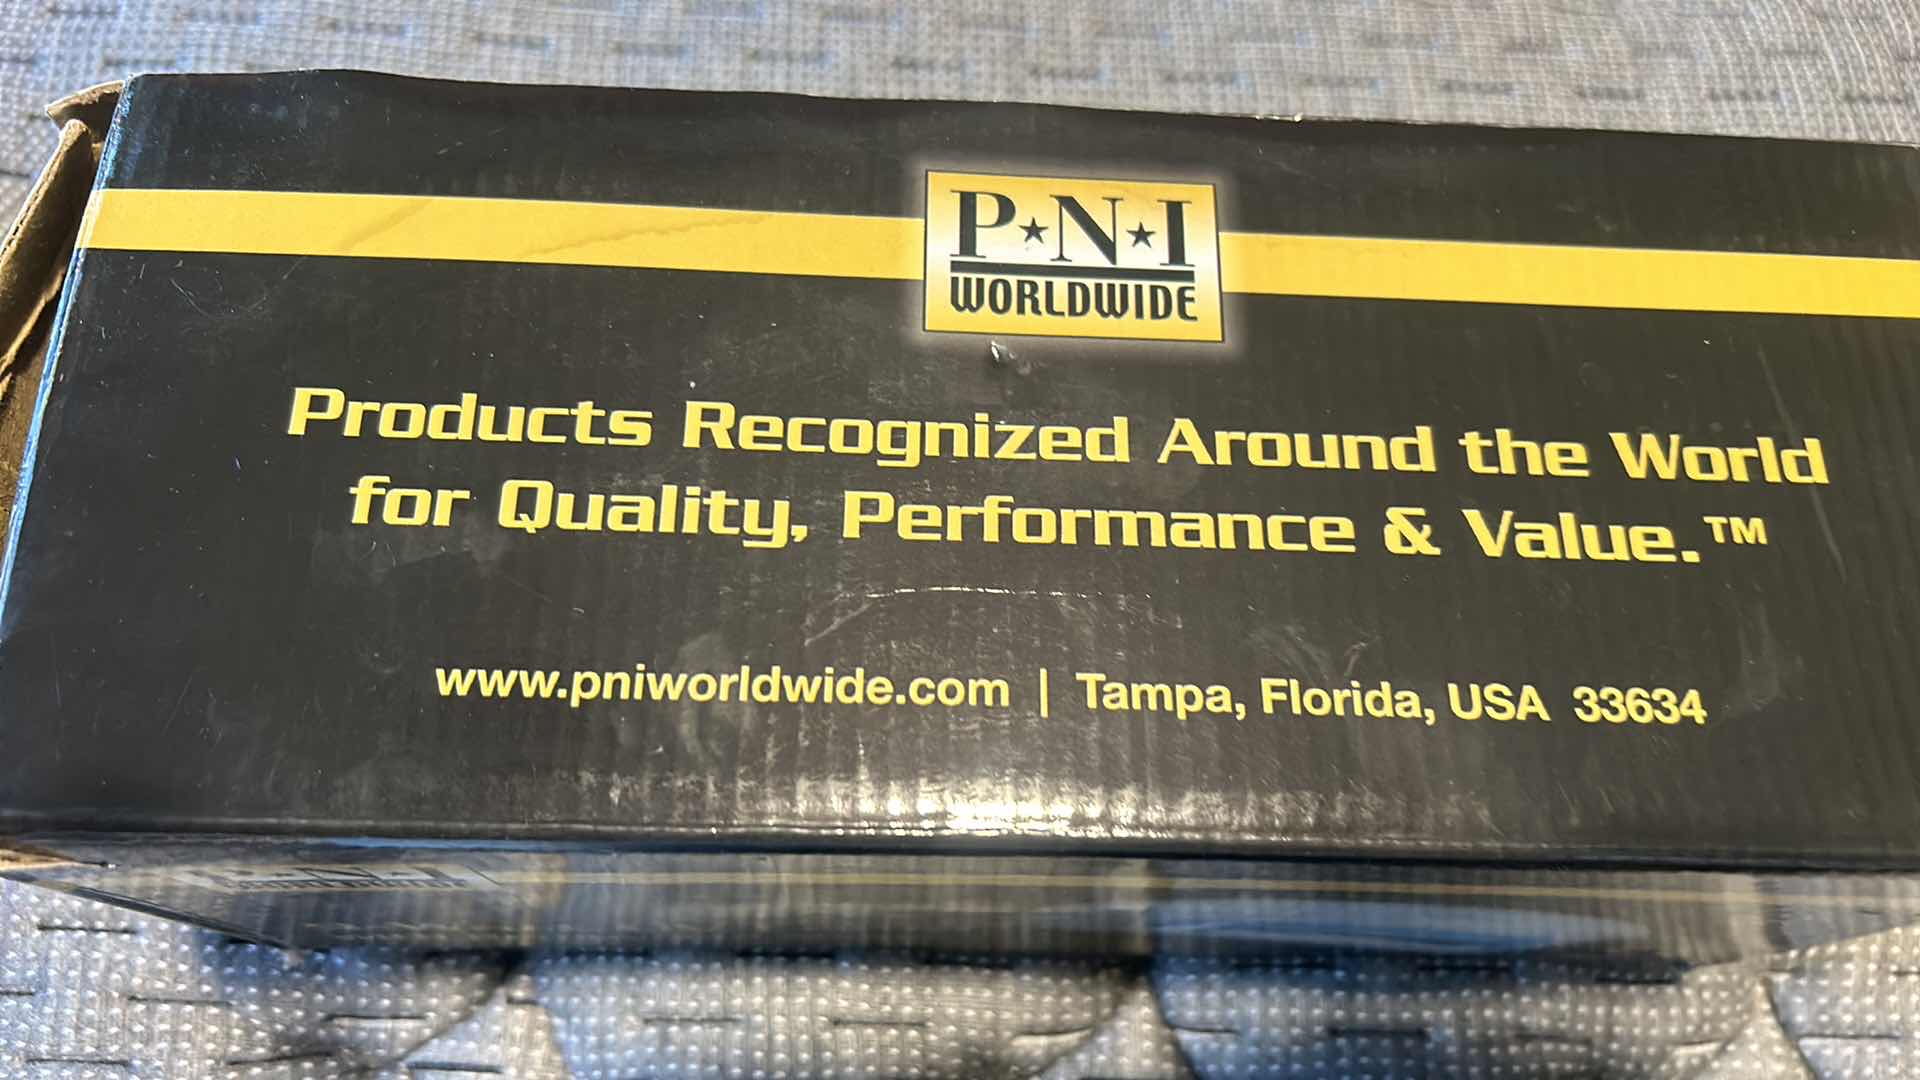 P★N★I
WORLDWIDE
Products Recognized Around the World
for Quality, Performance & Value.™
www.pniworldwide.com | Tampa, Florida, USA 33634